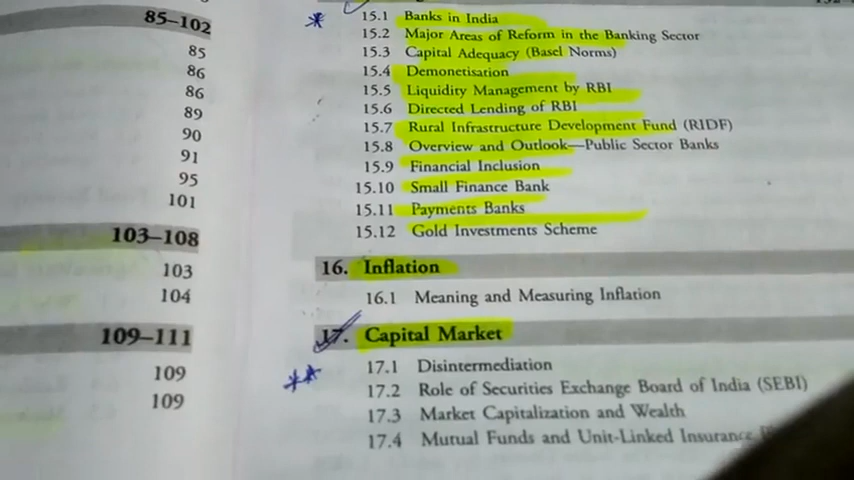 85–102
85
86
86
89
90
91
95
101
103–108
103
104
109–111
109
109
15.1 Banks in India
15.2 Major Areas of Reform in the Banking Sector
15.3 Capital Adequacy (Basel Norms)
15.4 Demonetisation
15.5 Liquidity Management by RBI
15.6 Directed Lending of RBI
15.7 Rural Infrastructure Development Fund (RIDF)
15.8 Overview and Outlook—Public Sector Banks
15.9 Financial Inclusion
15.10 Small Finance Bank
15.11 Payments Banks
15.12 Gold Investments Scheme
16. Inflation
16.1 Meaning and Measuring Inflation
17. Capital Market
17.1 Disintermediation
17.2 Role of Securities Exchange Board of India (SEBI)
17.3 Market Capitalization and Wealth
17.4 Mutual Funds and Unit-Linked Insurance